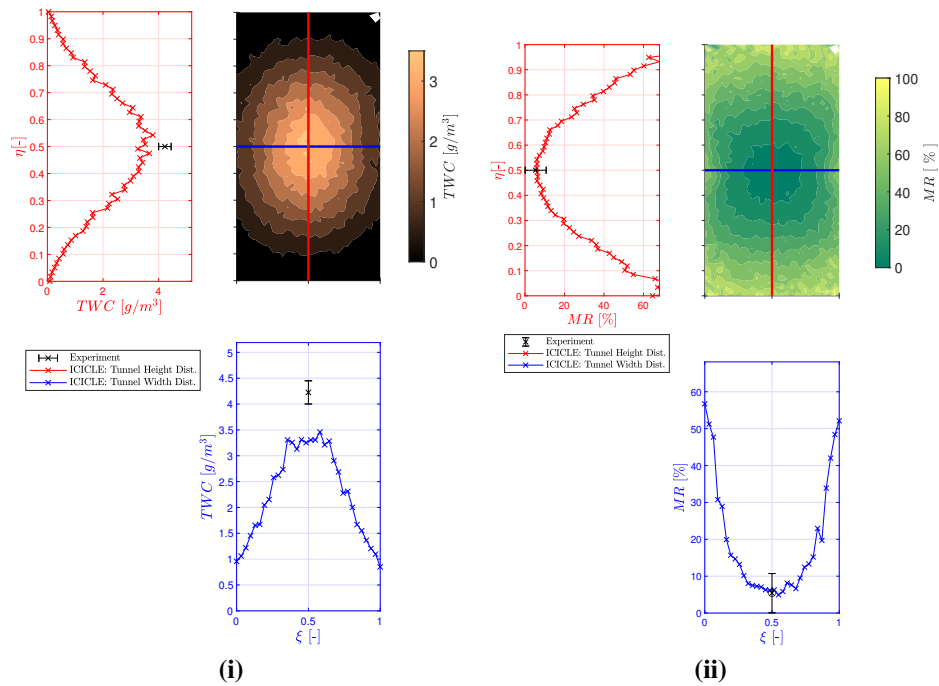 1
0.9
0.8
0.7
0.6
0.5
0.4
0.3
0.2
0.1
0
η[-]
0 2 4
TWC [g/m³]
3
2
1
0
TWC [g/m³]
1
0.9
0.8
0.7
0.6
0.5
0.4
0.3
0.2
0.1
0
η[-]
0 20 40 60
MR [%]
100
80
60
40
20
0
MR [%]
Experiment
ICICLE: Tunnel Height Dist.
ICICLE: Tunnel Width Dist.
5
4.5
4
3.5
3
2.5
2
1.5
1
0.5
0
TWC [g/m³]
0 0.5 1
ξ [-]
Experiment
ICICLE: Tunnel Height Dist.
ICICLE: Tunnel Width Dist.
60
50
40
30
20
10
0
MR [%]
0 0.5 1
ξ [-]
(i) (ii)